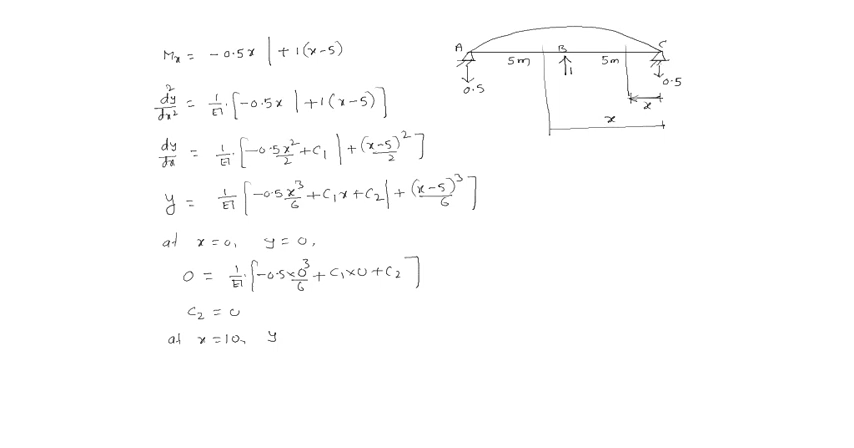 Mx = -0.5x | + 1(x-5)
d²y/dx² = 1/EI · [-0.5x | + 1(x-5)]
dy/dx = 1/EI · [-0.5x²/2 + C₁ | + (x-5)²/2]
y = 1/EI [-0.5x³/6 + C₁x + C₂ | + (x-5)³/6]
at x=0, y=0,
0 = 1/EI · [-0.5×0³/6 + C₁×0 + C₂]
C₂ = 0
at x=10, y
A B C
5m 5m
0.5 1 0.5
x
x